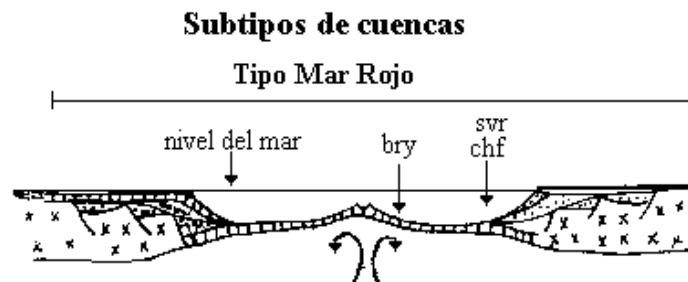 Subtipos de cuencas
Tipo Mar Rojo
nivel del mar
bry
svr
chf